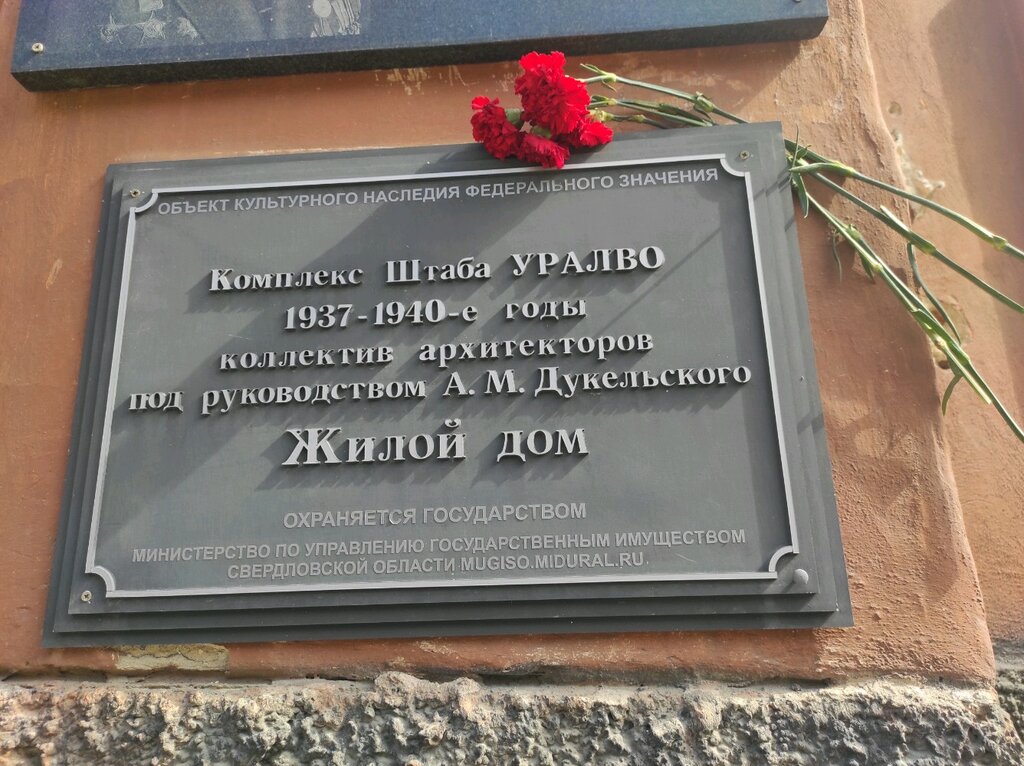 ОБЪЕКТ КУЛЬТУРНОГО НАСЛЕДИЯ ФЕДЕРАЛЬНОГО ЗНАЧЕНИЯ
Комплекс Штаба УРАЛВО
1937-1940-е годы
коллектив архитекторов
под руководством А. М. Дукельского
Жилой дом
ОХРАНЯЕТСЯ ГОСУДАРСТВОМ
МИНИСТЕРСТВО ПО УПРАВЛЕНИЮ ГОСУДАРСТВЕННЫМ ИМУЩЕСТВОМ
СВЕРДЛОВСКОЙ ОБЛАСТИ MUGISO.MIDURAL.RU